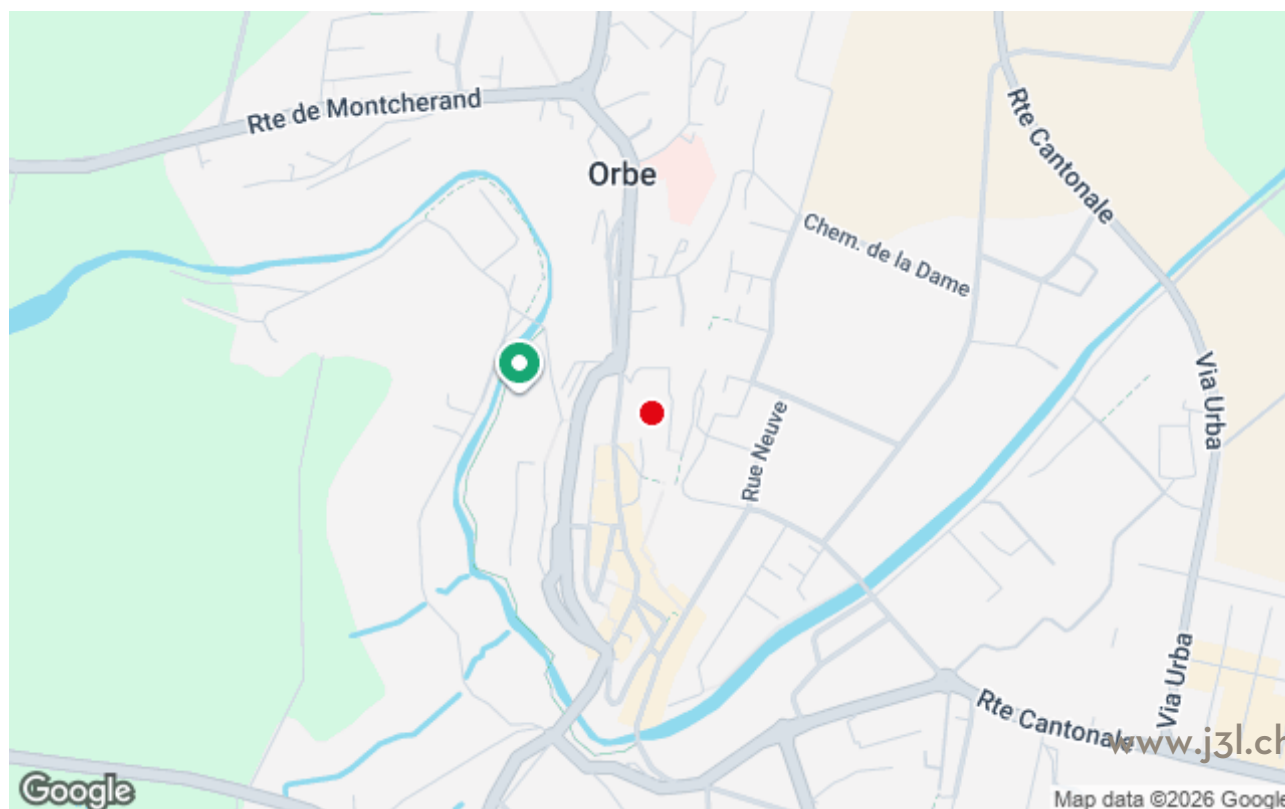 Rte de Montcherand
Orbe
Rte Cantonale
Chem. de la Dame
Via Urba
Rue Neuve
Via Urba
Rte Cantonale
www.j3l.ch
Google
Map data ©2026 Google